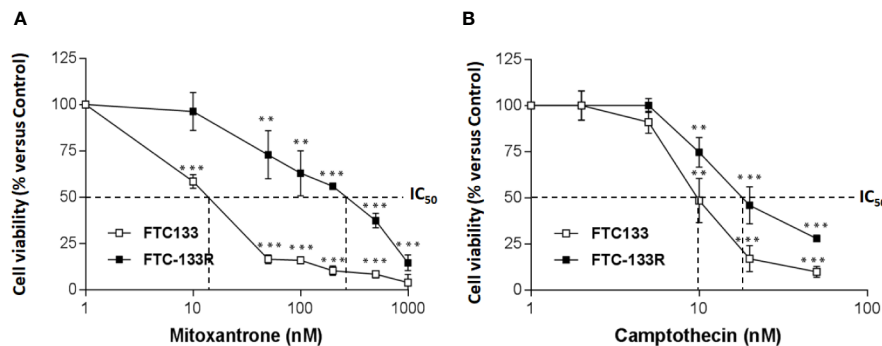 A
Cell viability (% versus Control)
125
100
75
50
25
0
**
**
***
***
***
***
***
***
***
***
IC50
FTC133
FTC-133R
1
10
100
1000
Mitoxantrone (nM)
B
Cell viability (% versus Control)
125
100
75
50
25
0
**
**
***
***
***
***
IC50
FTC133
FTC-133R
1
10
100
Camptothecin (nM)